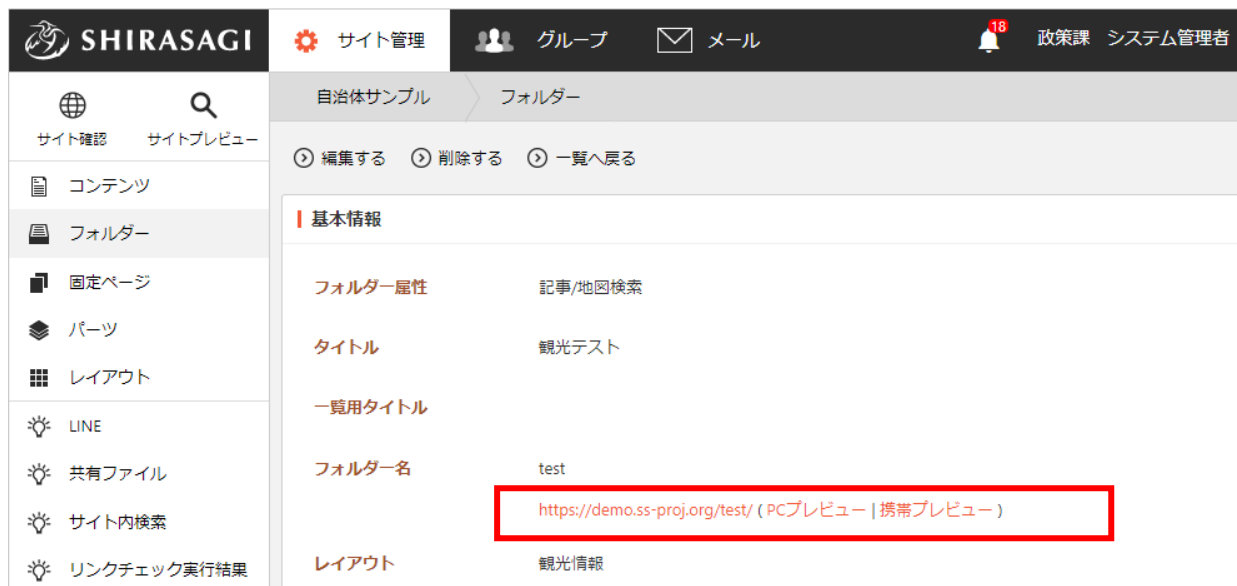 SHIRASAGI サイト管理 グループ メール 18 政策課 システム管理者
サイト確認 サイトプレビュー
自治体サンプル フォルダー
編集する 削除する 一覧へ戻る
コンテンツ
フォルダー
固定ページ
パーツ
レイアウト
LINE
共有ファイル
サイト内検索
リンクチェック実行結果
基本情報
フォルダー属性 記事/地図検索
タイトル 観光テスト
一覧用タイトル
フォルダー名 test
https://demo.ss-proj.org/test/ ( PCプレビュー | 携帯プレビュー )
レイアウト 観光情報